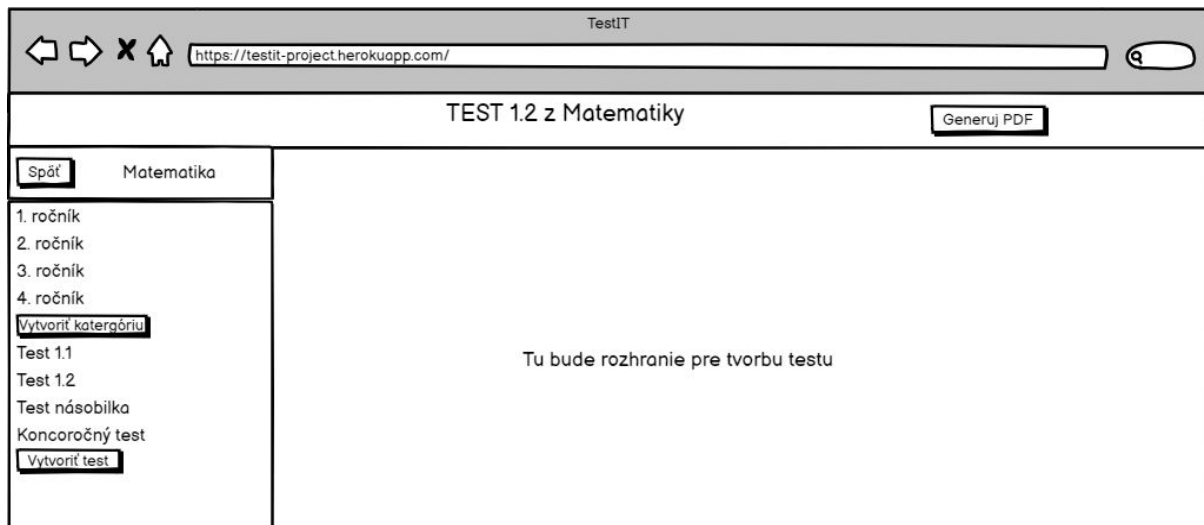 TestIT
https://testit-project.herokuapp.com/
TEST 1.2 z Matematiky
Generuj PDF
Späť
Matematika
1. ročník
2. ročník
3. ročník
4. ročník
Vytvoriť katergóriu
Test 1.1
Test 1.2
Test násobilka
Koncoročný test
Vytvoriť test
Tu bude rozhranie pre tvorbu testu